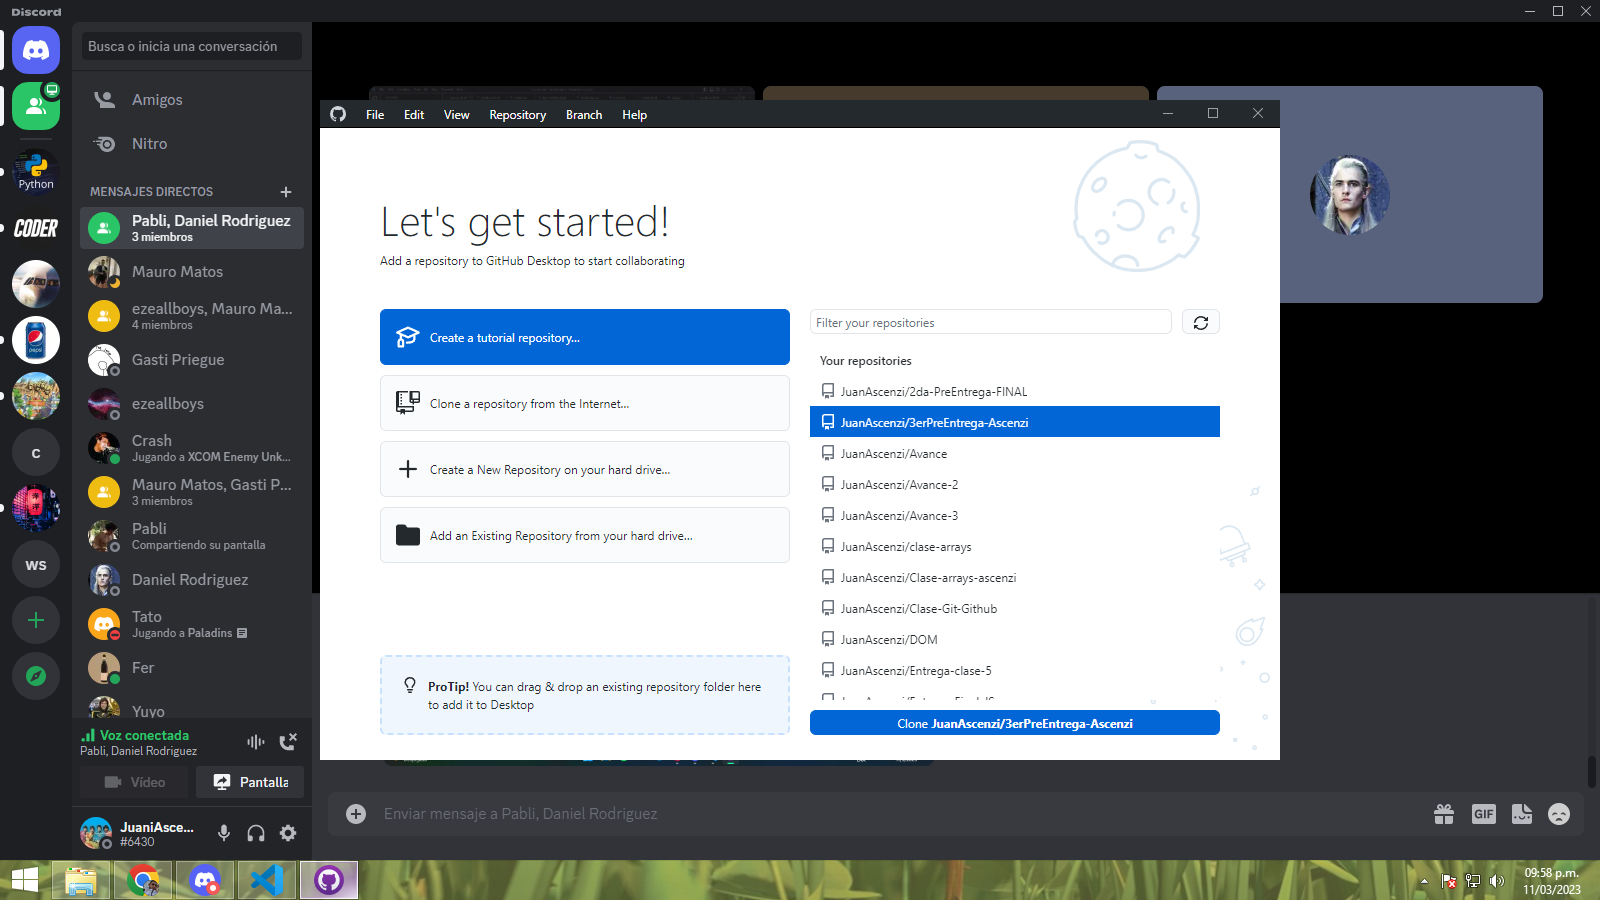 Discord
Busca o inicia una conversación
Amigos
Nitro
MENSAJES DIRECTOS
Pabli, Daniel Rodriguez
3 miembros
Mauro Matos
ezeallboys, Mauro Ma...
4 miembros
Gasti Priegue
ezeallboys
Crash
Jugando a XCOM Enemy Unk...
Mauro Matos, Gasti P...
3 miembros
Pabli
Compartiendo su pantalla
Daniel Rodriguez
Tato
Jugando a Paladins
Fer
Yuyo
Voz conectada
Pabli, Daniel Rodriguez
Vídeo
Pantalla
JuaniAsce...
#6430
Python
CODER
pepsi
C
WS
File Edit View Repository Branch Help
Let's get started!
Add a repository to GitHub Desktop to start collaborating
Create a tutorial repository...
Clone a repository from the Internet...
Create a New Repository on your hard drive...
Add an Existing Repository from your hard drive...
ProTip! You can drag & drop an existing repository folder here
to add it to Desktop
Filter your repositories
Your repositories
JuanAscenzi/2da-PreEntrega-FINAL
JuanAscenzi/3erPreEntrega-Ascenzi
JuanAscenzi/Avance
JuanAscenzi/Avance-2
JuanAscenzi/Avance-3
JuanAscenzi/clase-arrays
JuanAscenzi/Clase-arrays-ascenzi
JuanAscenzi/Clase-Git-Github
JuanAscenzi/DOM
JuanAscenzi/Entrega-clase-5
Clone JuanAscenzi/3erPreEntrega-Ascenzi
Enviar mensaje a Pabli, Daniel Rodriguez
GIF
09:58 p.m.
11/03/2023